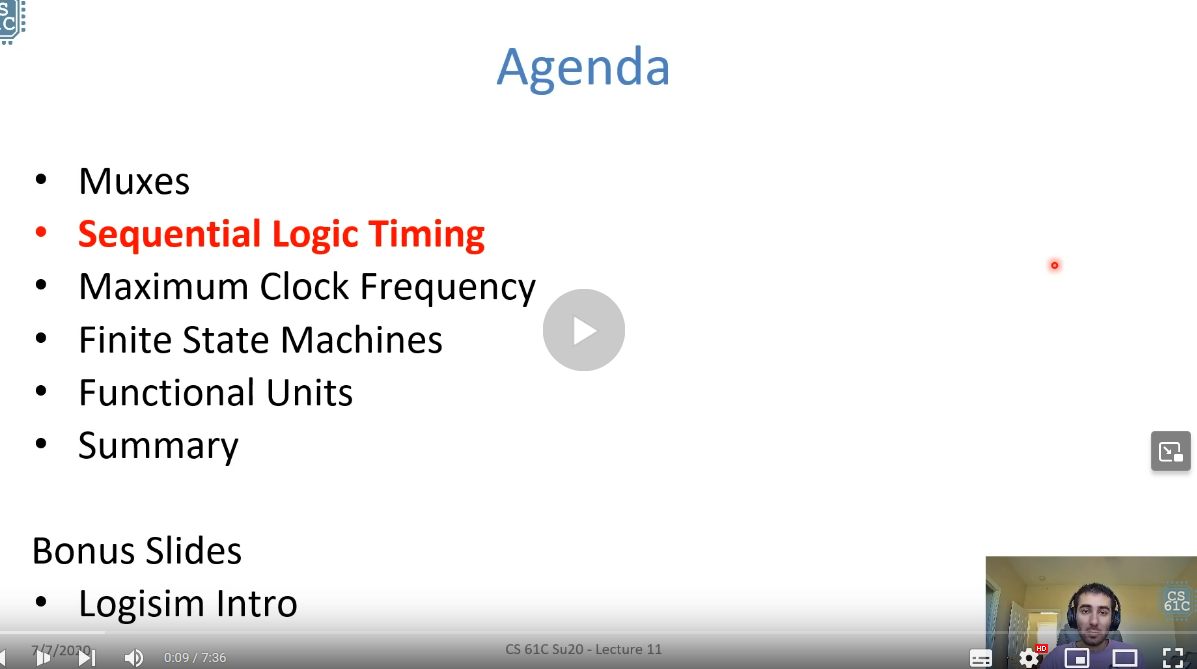 S
C
Agenda
• Muxes
• Sequential Logic Timing
• Maximum Clock Frequency
• Finite State Machines
• Functional Units
• Summary
Bonus Slides
• Logisim Intro
CS
61C
7/7/2020
CS 61C Su20 - Lecture 11
0:09 / 7:36
HD